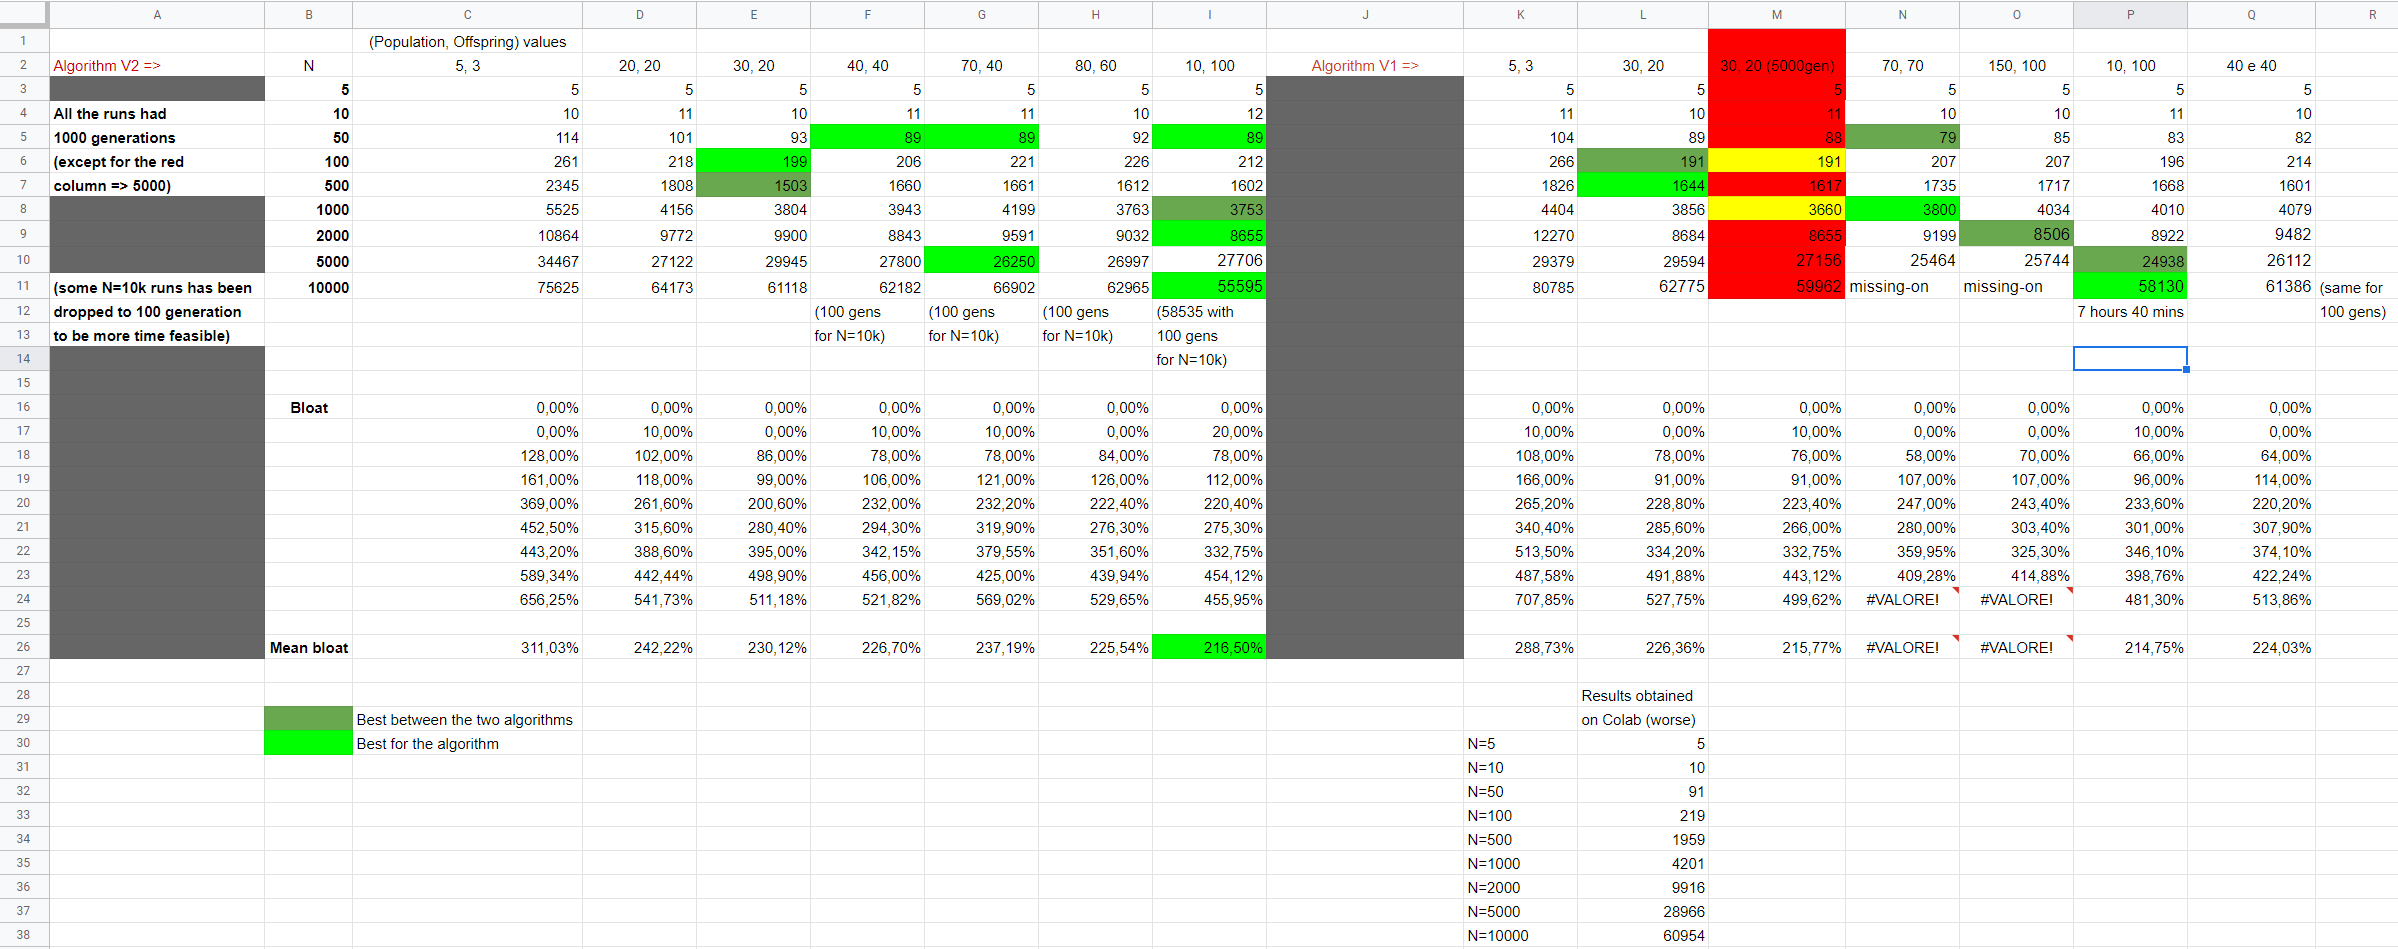 A B C D E F G H I J K L M N O P Q R
1 (Population, Offspring) values
2 Algorithm V2 => N 5, 3 20, 20 30, 20 40, 40 70, 40 80, 60 10, 100 Algorithm V1 => 5, 3 30, 20 30, 20 (5000gen) 70, 70 150, 100 10, 100 40 e 40
3 5 5 5 5 5 5 5 5 5 5 5 5 5 5 5
4 All the runs had 10 10 11 10 11 11 10 12 11 10 11 10 10 11 10
5 1000 generations 50 114 101 93 89 89 92 89 104 89 88 79 85 83 82
6 (except for the red 100 261 218 199 206 221 226 212 266 191 191 207 207 196 214
7 column => 5000) 500 2345 1808 1503 1660 1661 1612 1602 1826 1644 1617 1735 1717 1668 1601
8 1000 5525 4156 3804 3943 4199 3763 3753 4404 3856 3660 3800 4034 4010 4079
9 2000 10864 9772 9900 8843 9591 9032 8655 12270 8684 8655 9199 8506 8922 9482
10 5000 34467 27122 29945 27800 26250 26997 27706 29379 29594 27156 25464 25744 24938 26112
11 (some N=10k runs has been 10000 75625 64173 61118 62182 66902 62965 55595 80785 62775 59962 missing-on missing-on 58130 61386 (same for
12 dropped to 100 generation (100 gens (100 gens (100 gens (58535 with 7 hours 40 mins 100 gens)
13 to be more time feasible) for N=10k) for N=10k) for N=10k) 100 gens
14 for N=10k)
15
16 Bloat 0,00% 0,00% 0,00% 0,00% 0,00% 0,00% 0,00% 0,00% 0,00% 0,00% 0,00% 0,00% 0,00% 0,00%
17 0,00% 10,00% 0,00% 10,00% 10,00% 0,00% 20,00% 10,00% 0,00% 10,00% 0,00% 0,00% 10,00% 0,00%
18 128,00% 102,00% 86,00% 78,00% 78,00% 84,00% 78,00% 108,00% 78,00% 76,00% 58,00% 70,00% 66,00% 64,00%
19 161,00% 118,00% 99,00% 106,00% 121,00% 126,00% 112,00% 166,00% 91,00% 91,00% 107,00% 107,00% 96,00% 114,00%
20 369,00% 261,60% 200,60% 232,00% 232,20% 222,40% 220,40% 265,20% 228,80% 223,40% 247,00% 243,40% 233,60% 220,20%
21 452,50% 315,60% 280,40% 294,30% 319,90% 276,30% 275,30% 340,40% 285,60% 266,00% 280,00% 303,40% 301,00% 307,90%
22 443,20% 388,60% 395,00% 342,15% 379,55% 351,60% 332,75% 513,50% 334,20% 332,75% 359,95% 325,30% 346,10% 374,10%
23 589,34% 442,44% 498,90% 456,00% 425,00% 439,94% 454,12% 487,58% 491,88% 443,12% 409,28% 414,88% 398,76% 422,24%
24 656,25% 541,73% 511,18% 521,82% 569,02% 529,65% 455,95% 707,85% 527,75% 499,62% #VALORE! #VALORE! 481,30% 513,86%
25
26 Mean bloat 311,03% 242,22% 230,12% 226,70% 237,19% 225,54% 216,50% 288,73% 226,36% 215,77% #VALORE! #VALORE! 214,75% 224,03%
27
28 Results obtained
29 Best between the two algorithms on Colab (worse)
30 Best for the algorithm N=5 5
31 N=10 10
32 N=50 91
33 N=100 219
34 N=500 1959
35 N=1000 4201
36 N=2000 9916
37 N=5000 28966
38 N=10000 60954